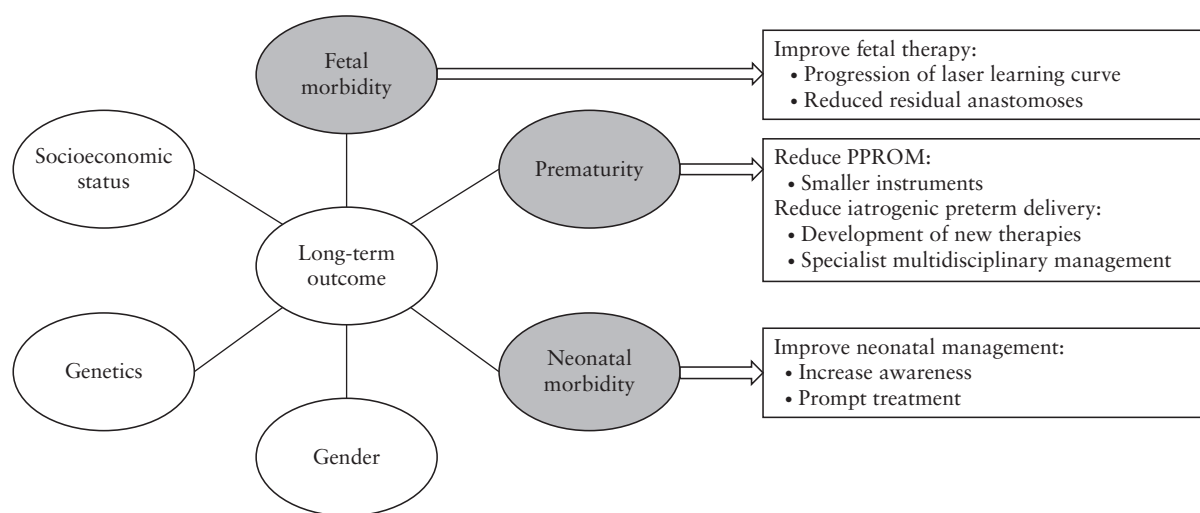 Fetal
morbidity
Improve fetal therapy:
• Progression of laser learning curve
• Reduced residual anastomoses
Socioeconomic
status
Prematurity
Reduce PPROM:
• Smaller instruments
Reduce iatrogenic preterm delivery:
• Development of new therapies
• Specialist multidisciplinary management
Long-term
outcome
Genetics
Neonatal
morbidity
Improve neonatal management:
• Increase awareness
• Prompt treatment
Gender